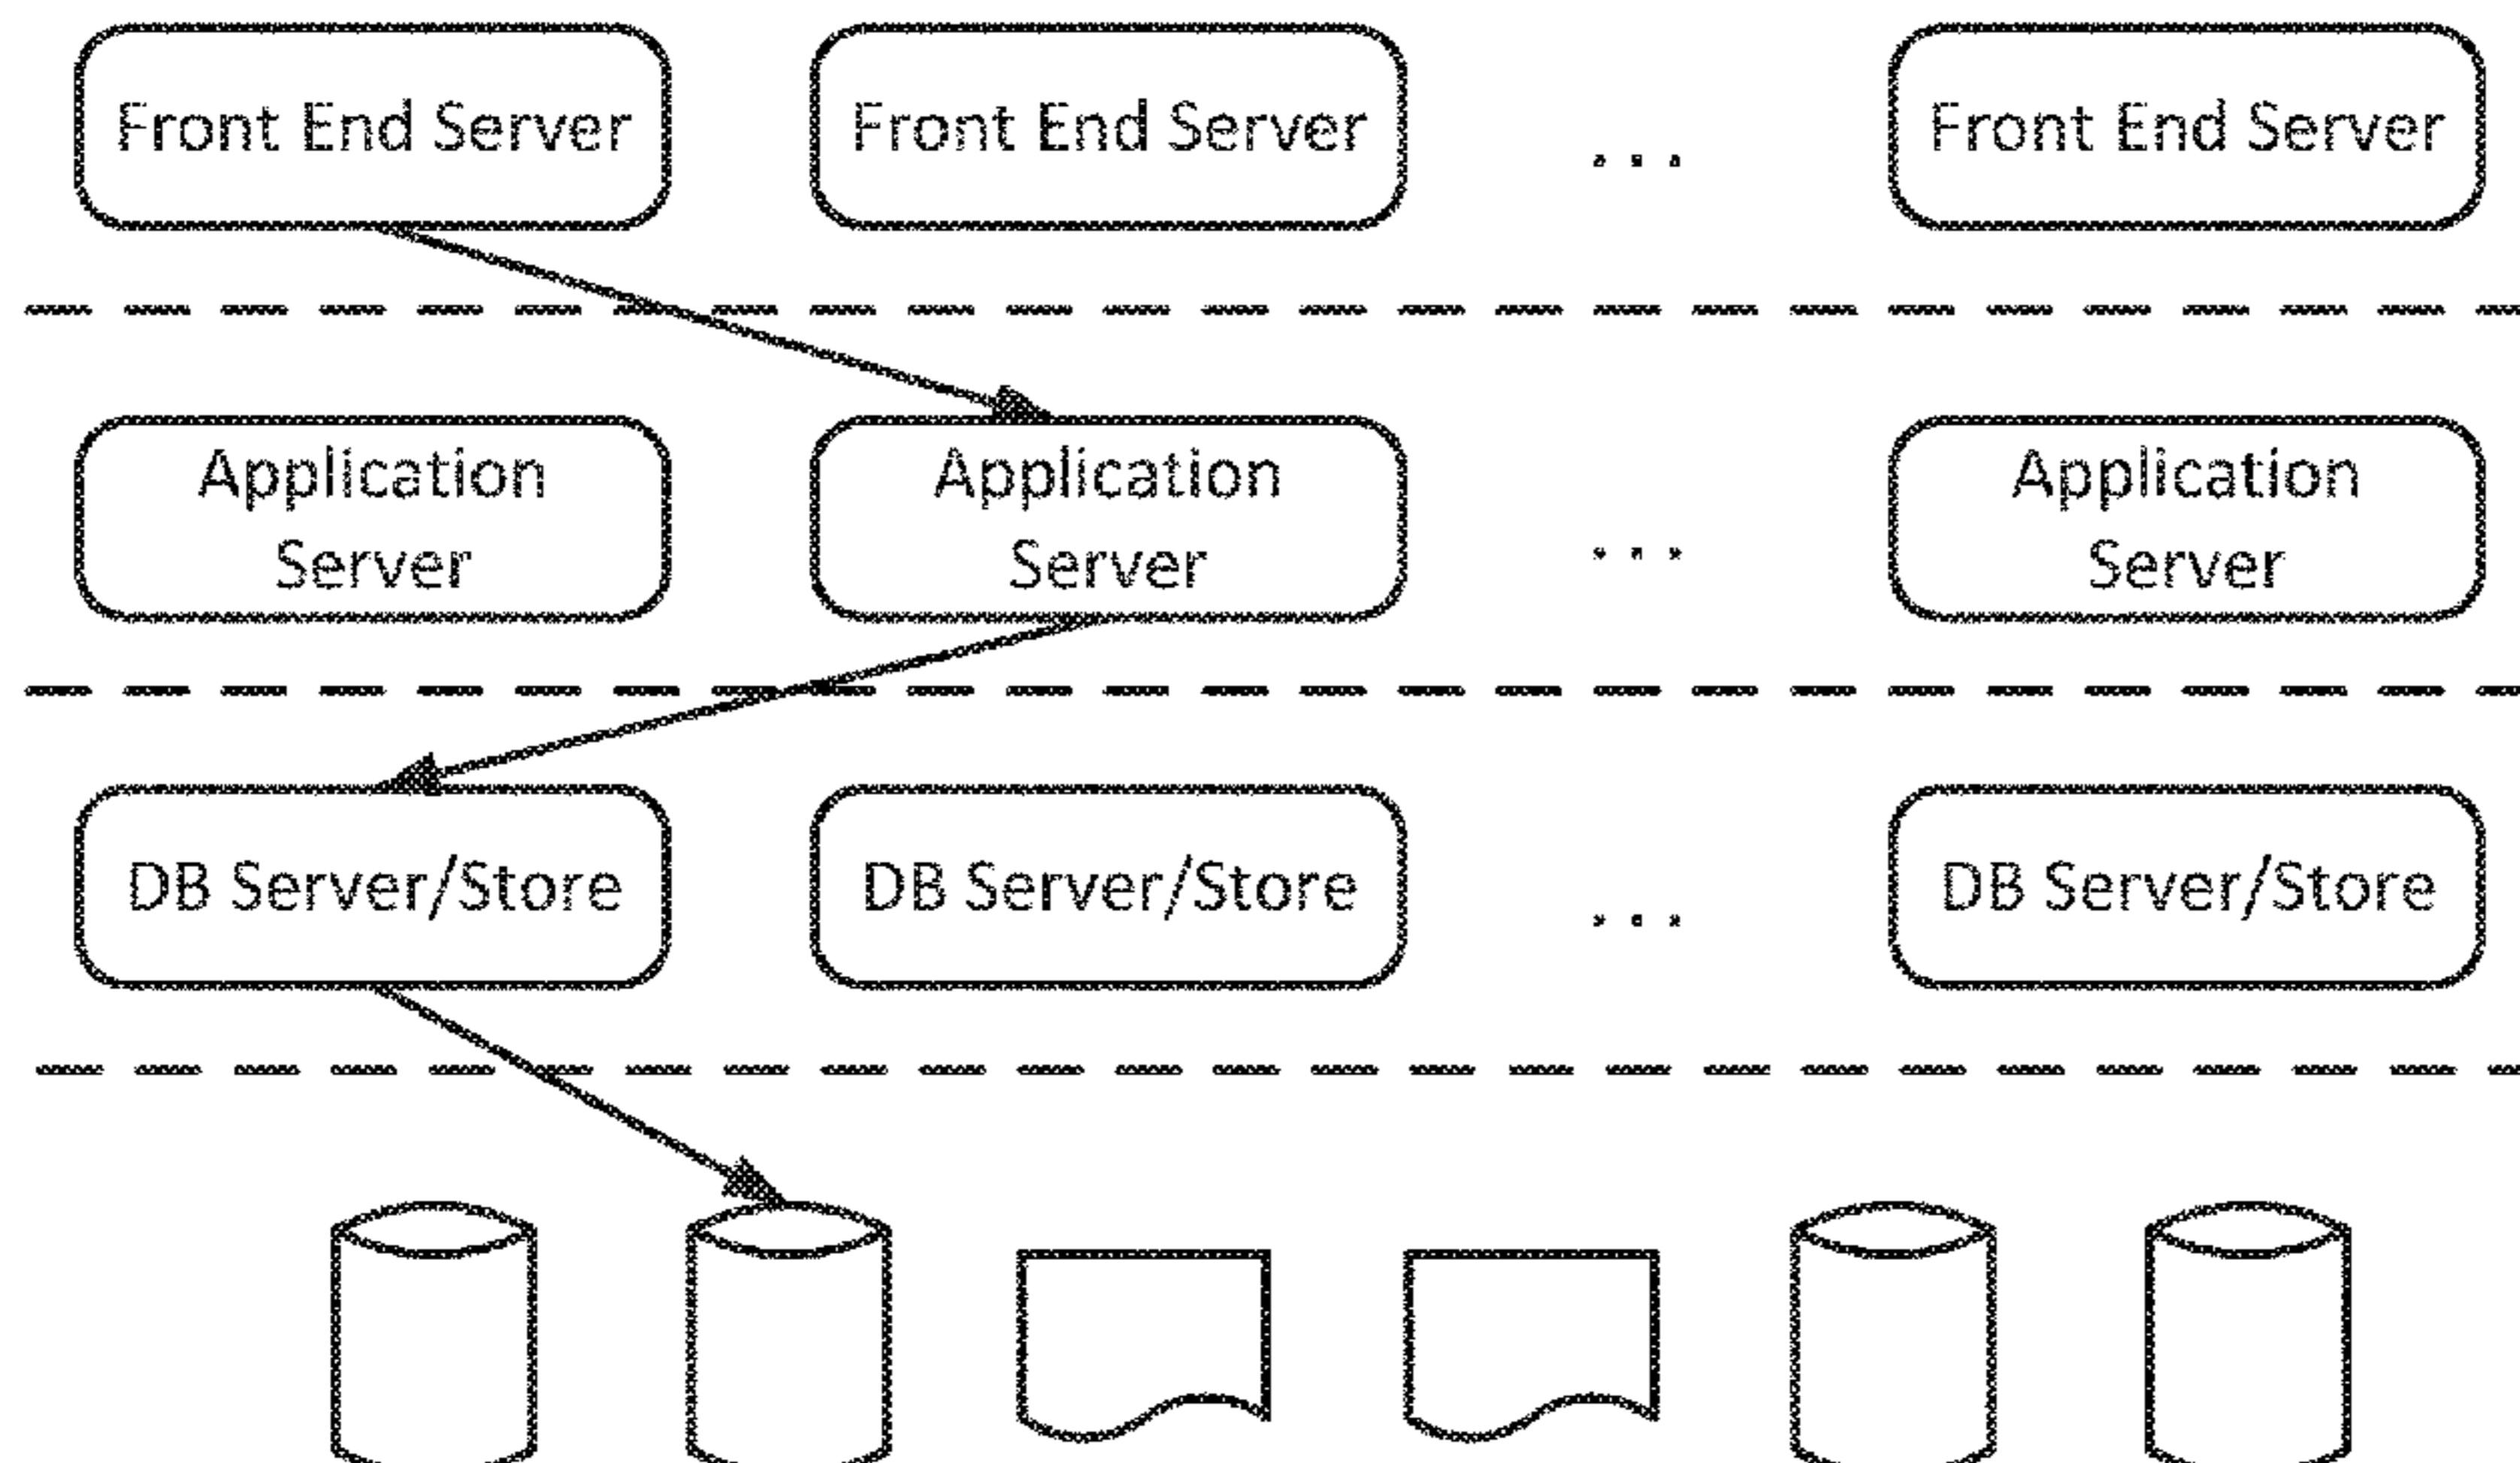 Front End Server
Front End Server
...
Front End Server
Application
Server
Application
Server
...
Application
Server
DB Server/Store
DB Server/Store
...
DB Server/Store